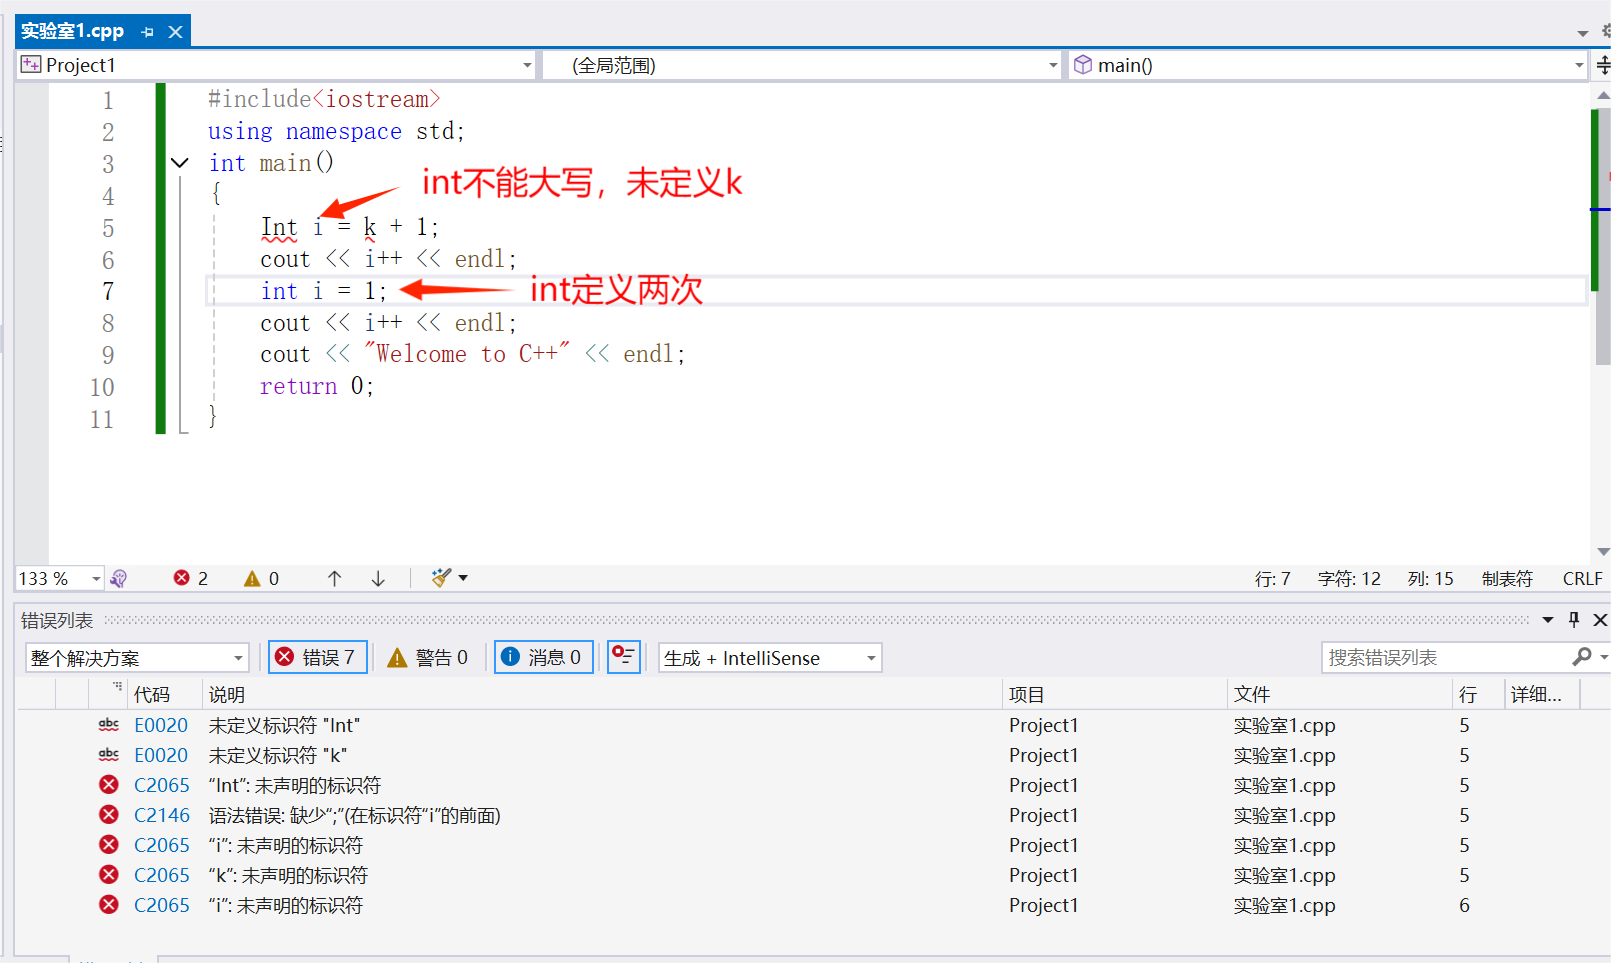 实验室1.cpp
Project1 (全局范围) main()
1 #include<iostream>
2 using namespace std;
3 int main()
int不能大写，未定义k
4 {
5 Int i = k + 1;
6 cout << i++ << endl;
7 int i = 1;
int定义两次
8 cout << i++ << endl;
9 cout << "Welcome to C++" << endl;
10 return 0;
11 }
133 % 2 0 行: 7 字符: 12 列: 15 制表符 CRLF
错误列表
整个解决方案 错误 7 警告 0 消息 0 生成 + IntelliSense 搜索错误列表
代码 说明 项目 文件 行 详细...
abc E0020 未定义标识符 "Int" Project1 实验室1.cpp 5
abc E0020 未定义标识符 "k" Project1 实验室1.cpp 5
C2065 “Int”: 未声明的标识符 Project1 实验室1.cpp 5
C2146 语法错误: 缺少“;”(在标识符“i”的前面) Project1 实验室1.cpp 5
C2065 “i”: 未声明的标识符 Project1 实验室1.cpp 5
C2065 “k”: 未声明的标识符 Project1 实验室1.cpp 5
C2065 “i”: 未声明的标识符 Project1 实验室1.cpp 6